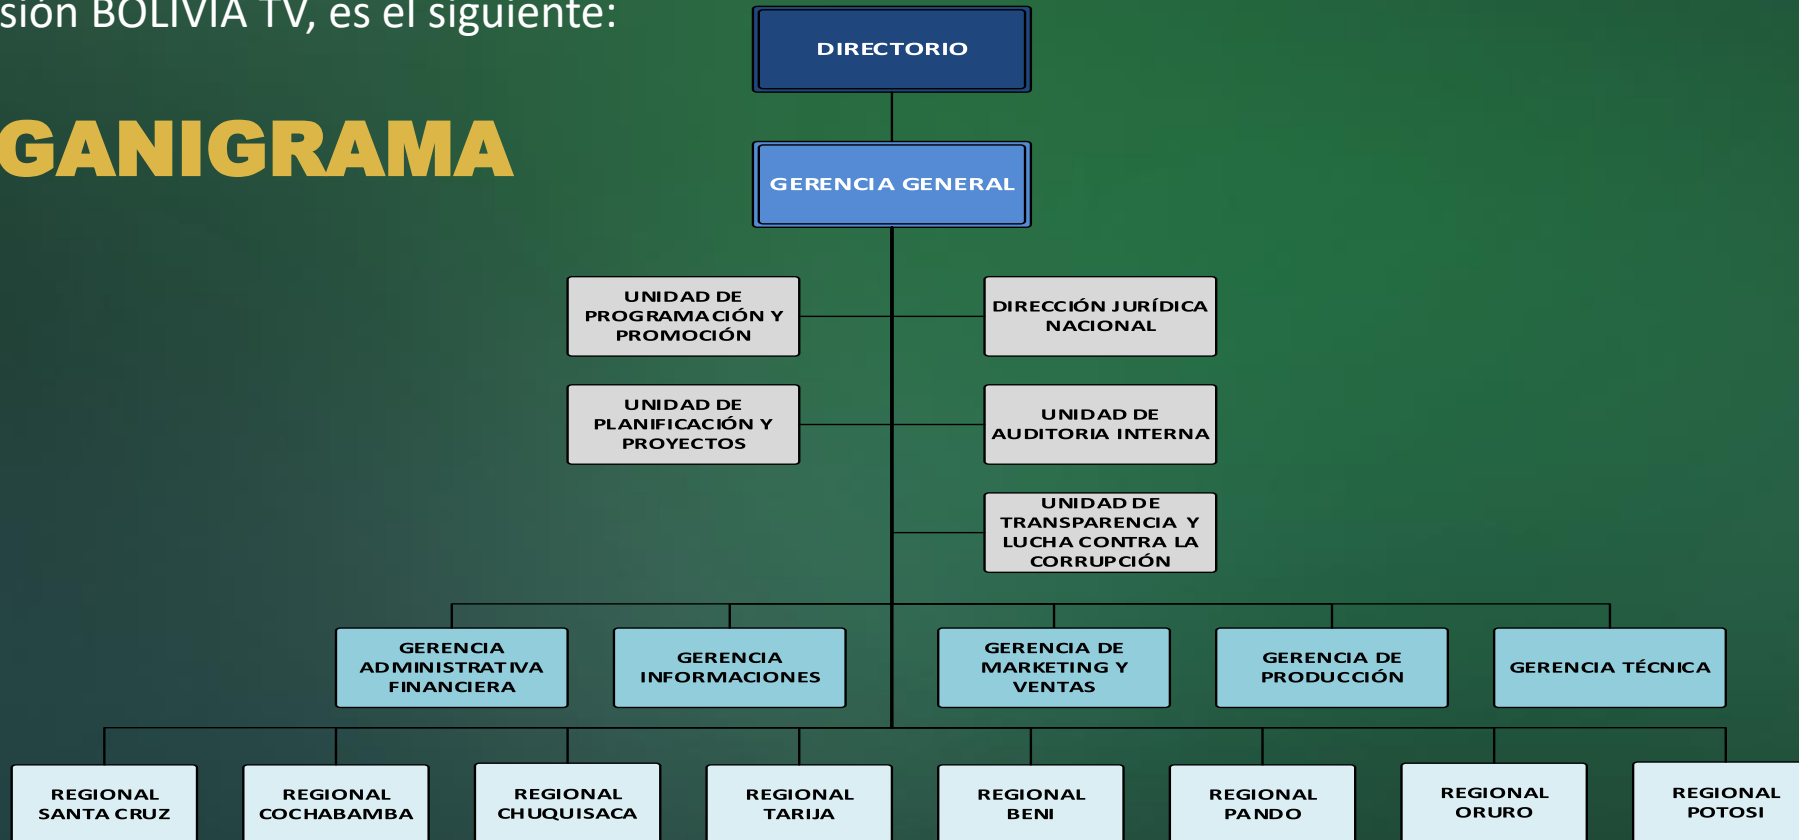 sión BOLIVIA TV, es el siguiente:
GANIGRAMA
DIRECTORIO
GERENCIA GENERAL
UNIDAD DE
PROGRAMACIÓN Y
PROMOCIÓN
DIRECCIÓN JURÍDICA
NACIONAL
UNIDAD DE
PLANIFICACIÓN Y
PROYECTOS
UNIDAD DE
AUDITORIA INTERNA
UNIDAD DE
TRANSPARENCIA Y
LUCHA CONTRA LA
CORRUPCIÓN
GERENCIA
ADMINISTRATIVA
FINANCIERA
GERENCIA
INFORMACIONES
GERENCIA DE
MARKETING Y
VENTAS
GERENCIA DE
PRODUCCIÓN
GERENCIA TÉCNICA
REGIONAL
SANTA CRUZ
REGIONAL
COCHABAMBA
REGIONAL
CHUQUISACA
REGIONAL
TARIJA
REGIONAL
BENI
REGIONAL
PANDO
REGIONAL
ORURO
REGIONAL
POTOSI